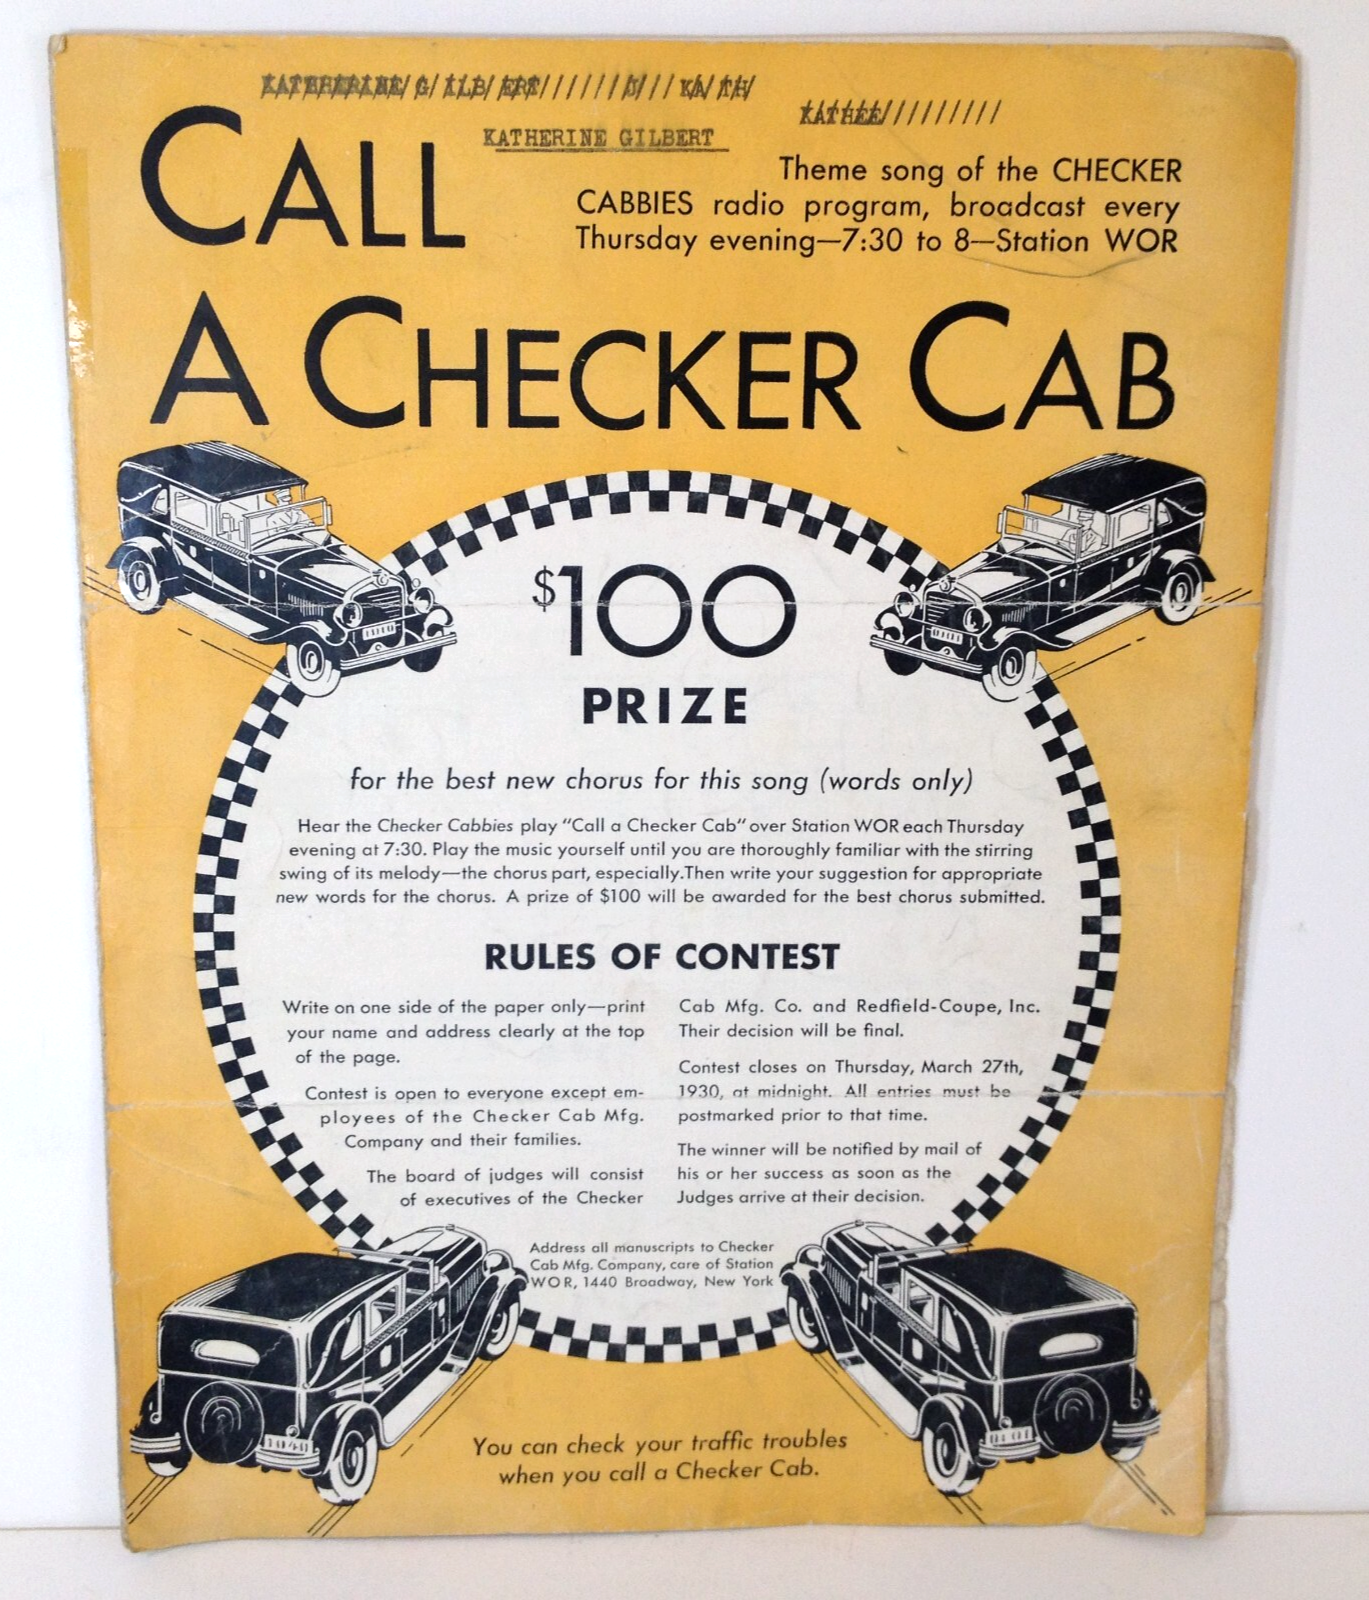 KATHERINE GILBERT
CALL
Theme song of the CHECKER
CABBIES radio program, broadcast every
Thursday evening—7:30 to 8—Station WOR
A CHECKER CAB
$100
PRIZE
for the best new chorus for this song (words only)
Hear the Checker Cabbies play "Call a Checker Cab" over Station WOR each Thursday
evening at 7:30. Play the music yourself until you are thoroughly familiar with the stirring
swing of its melody—the chorus part, especially. Then write your suggestion for appropriate
new words for the chorus. A prize of $100 will be awarded for the best chorus submitted.
RULES OF CONTEST
Write on one side of the paper only—print
your name and address clearly at the top
of the page.
Contest is open to everyone except em-
ployees of the Checker Cab Mfg.
Company and their families.
The board of judges will consist
of executives of the Checker
Cab Mfg. Co. and Redfield-Coupe, Inc.
Their decision will be final.
Contest closes on Thursday, March 27th,
1930, at midnight. All entries must be
postmarked prior to that time.
The winner will be notified by mail of
his or her success as soon as the
Judges arrive at their decision.
Address all manuscripts to Checker
Cab Mfg. Company, care of Station
WOR, 1440 Broadway, New York
You can check your traffic troubles
when you call a Checker Cab.